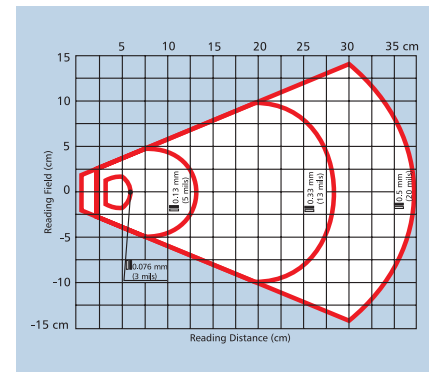 5 10 15 20 25 30 35 cm
15
10
5
0
-5
-10
-15 cm
Reading Field (cm)
0.076 mm
(3 mils)
0.13 mm
(5 mils)
0.33 mm
(13 mils)
0.5 mm
(20 mils)
Reading Distance (cm)